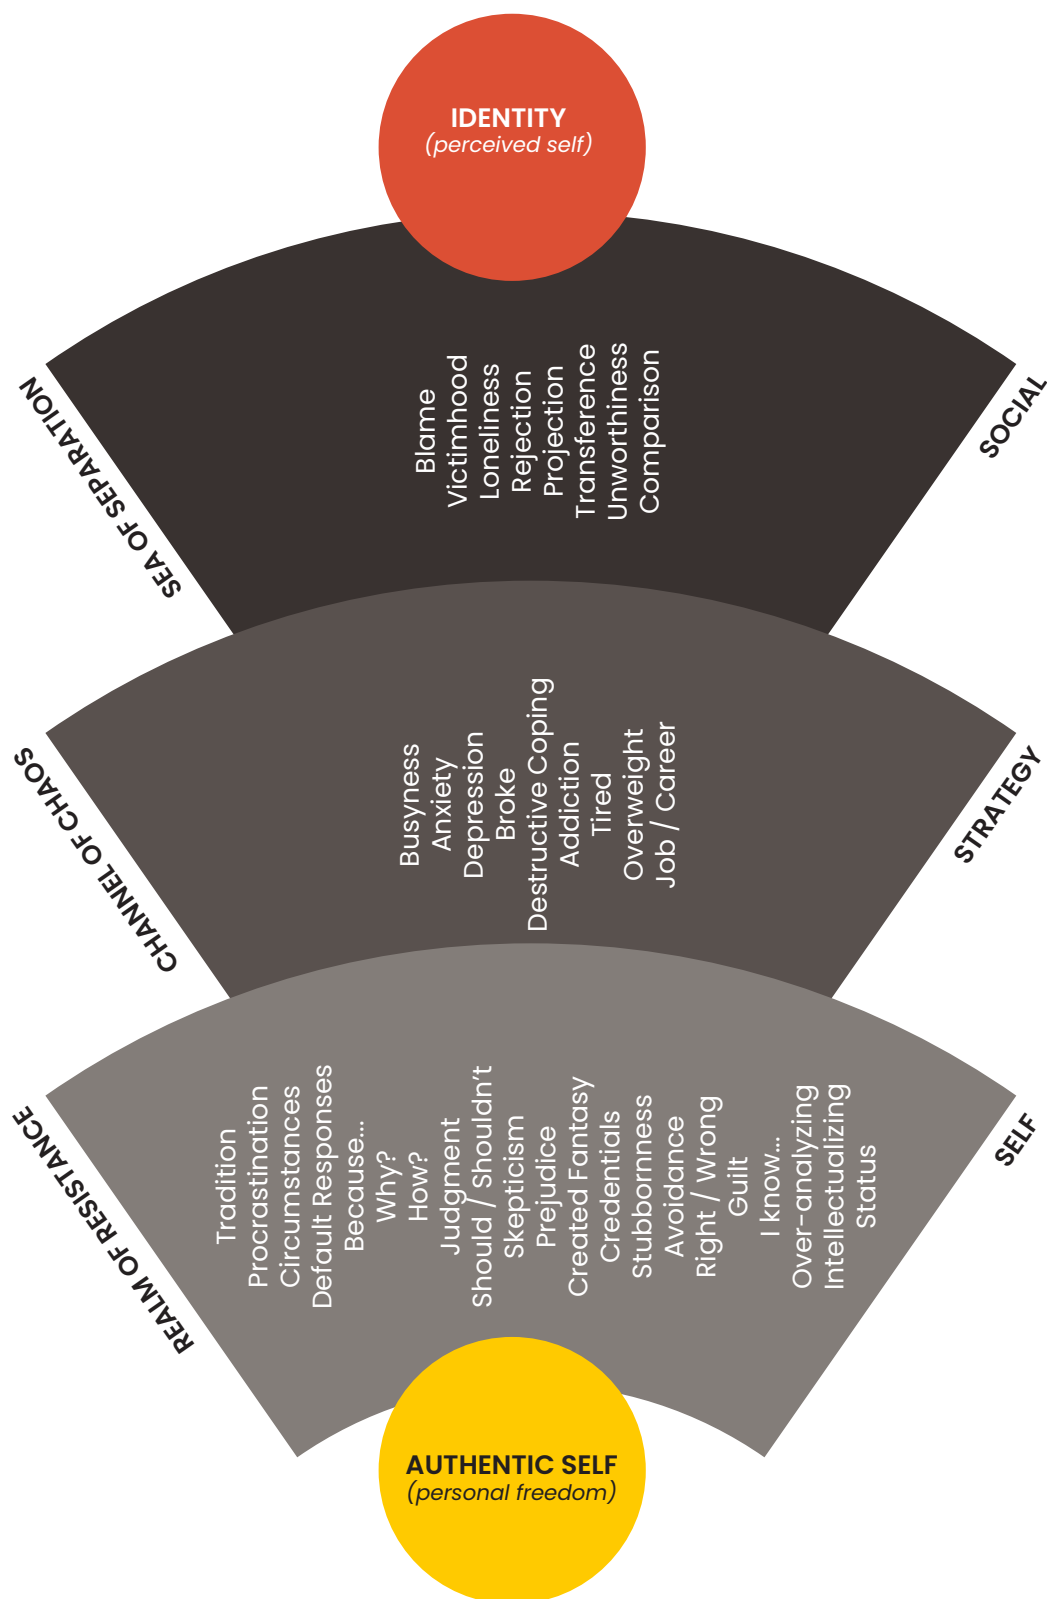 IDENTITY
(perceived self)
SEA OF SEPARATION
SOCIAL
Blame
Victimhood
Loneliness
Rejection
Projection
Transference
Unworthiness
Comparison
CHANNEL OF CHAOS
STRATEGY
Busyness
Anxiety
Depression
Broke
Destructive Coping
Addiction
Tired
Overweight
Job / Career
REALM OF RESISTANCE
SELF
Tradition
Procrastination
Circumstances
Default Responses
Because...
Why?
How?
Judgment
Should / Shouldn't
Skepticism
Prejudice
Created Fantasy
Credentials
Stubbornness
Avoidance
Right / Wrong
Guilt
I know...
Over-analyzing
Intellectualizing
Status
AUTHENTIC SELF
(personal freedom)